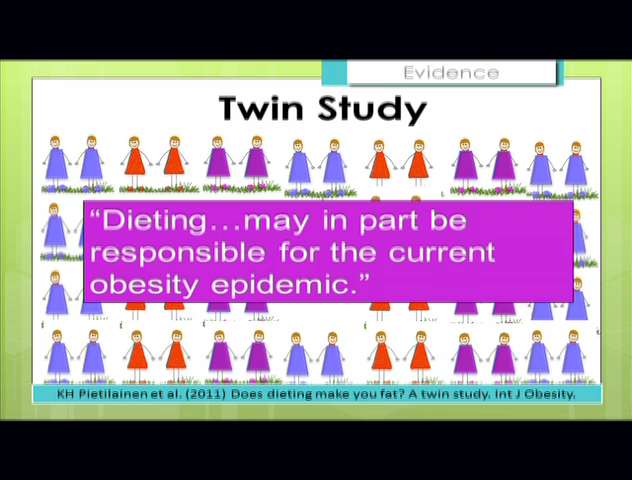 Evidence
Twin Study
“Dieting...may in part be
responsible for the current
obesity epidemic.”
KH Pietilainen et al. (2011) Does dieting make you fat? A twin study. Int J Obesity.